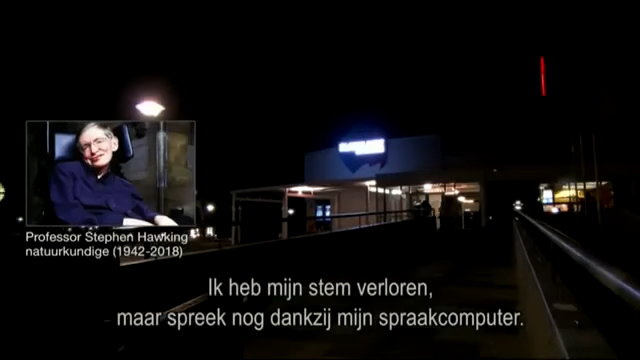 Professor Stephen Hawking
natuurkundige (1942-2018)
Ik heb mijn stem verloren,
maar spreek nog dankzij mijn spraakcomputer.